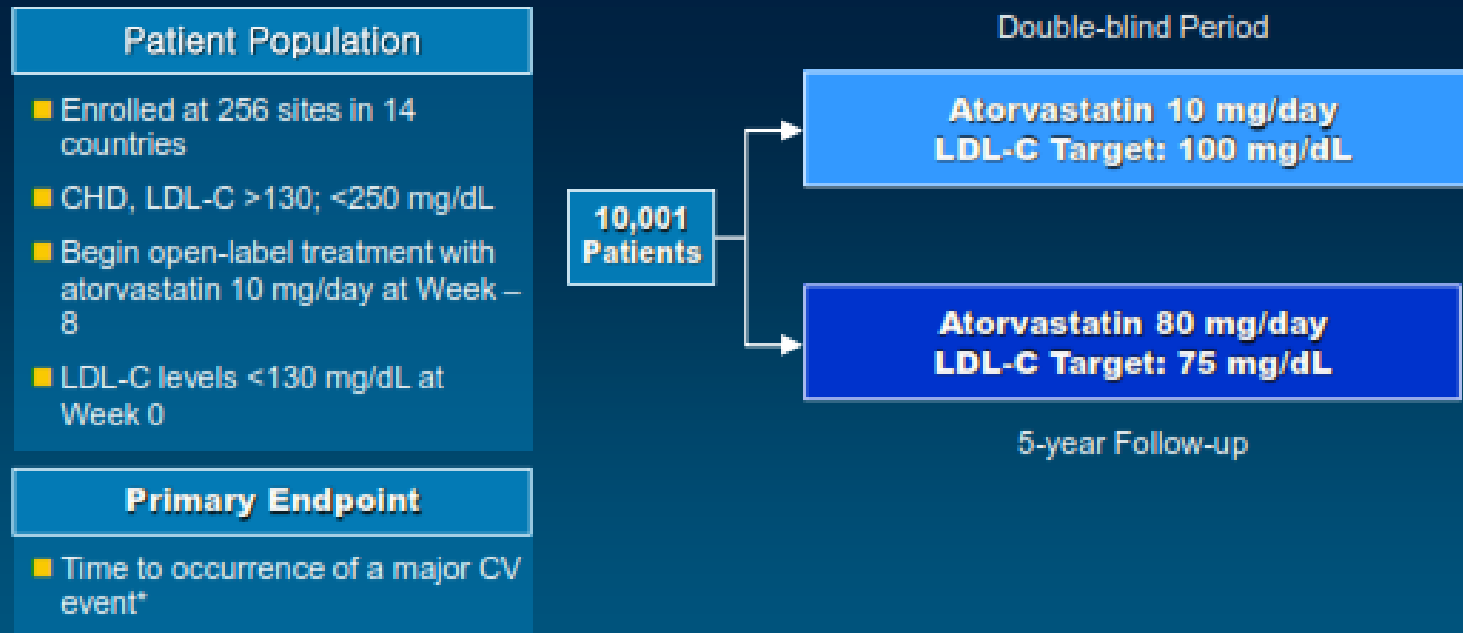 Patient Population
Enrolled at 256 sites in 14
countries
CHD, LDL-C >130; <250 mg/dL
Begin open-label treatment with
atorvastatin 10 mg/day at Week –
8
LDL-C levels <130 mg/dL at
Week 0
Primary Endpoint
Time to occurrence of a major CV
event*
10,001
Patients
Double-blind Period
Atorvastatin 10 mg/day
LDL-C Target: 100 mg/dL
Atorvastatin 80 mg/day
LDL-C Target: 75 mg/dL
5-year Follow-up